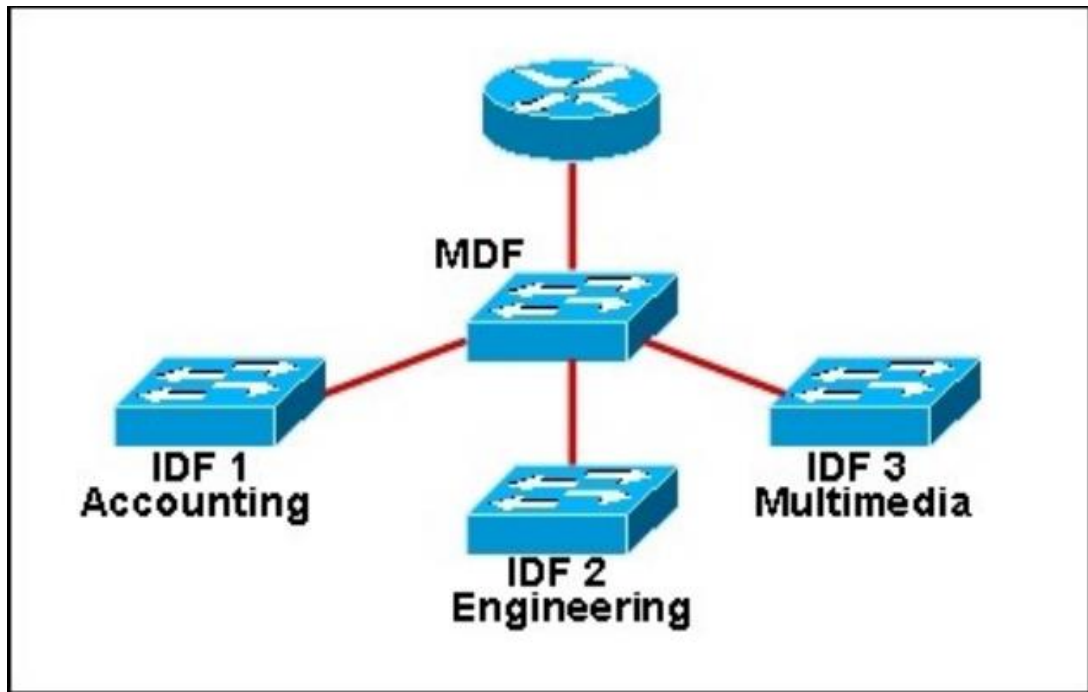 MDF
IDF 1
Accounting
IDF 2
Engineering
IDF 3
Multimedia